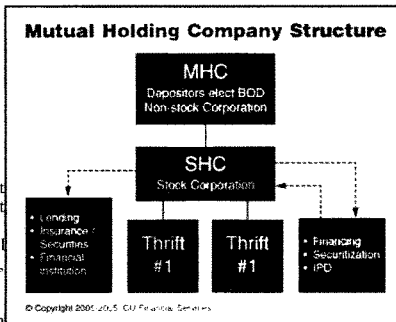 Mutual Holding Company Structure
MHC
Depositors elect BOD
Non-stock Corporation
SHC
Stock Corporation
• Lending
• Insurance /
Securities
• Financial
Institution
Thrift
#1
Thrift
#1
• Financing
• Securitization
• IPO
© Copyright 2005-2015, CU Financial Services